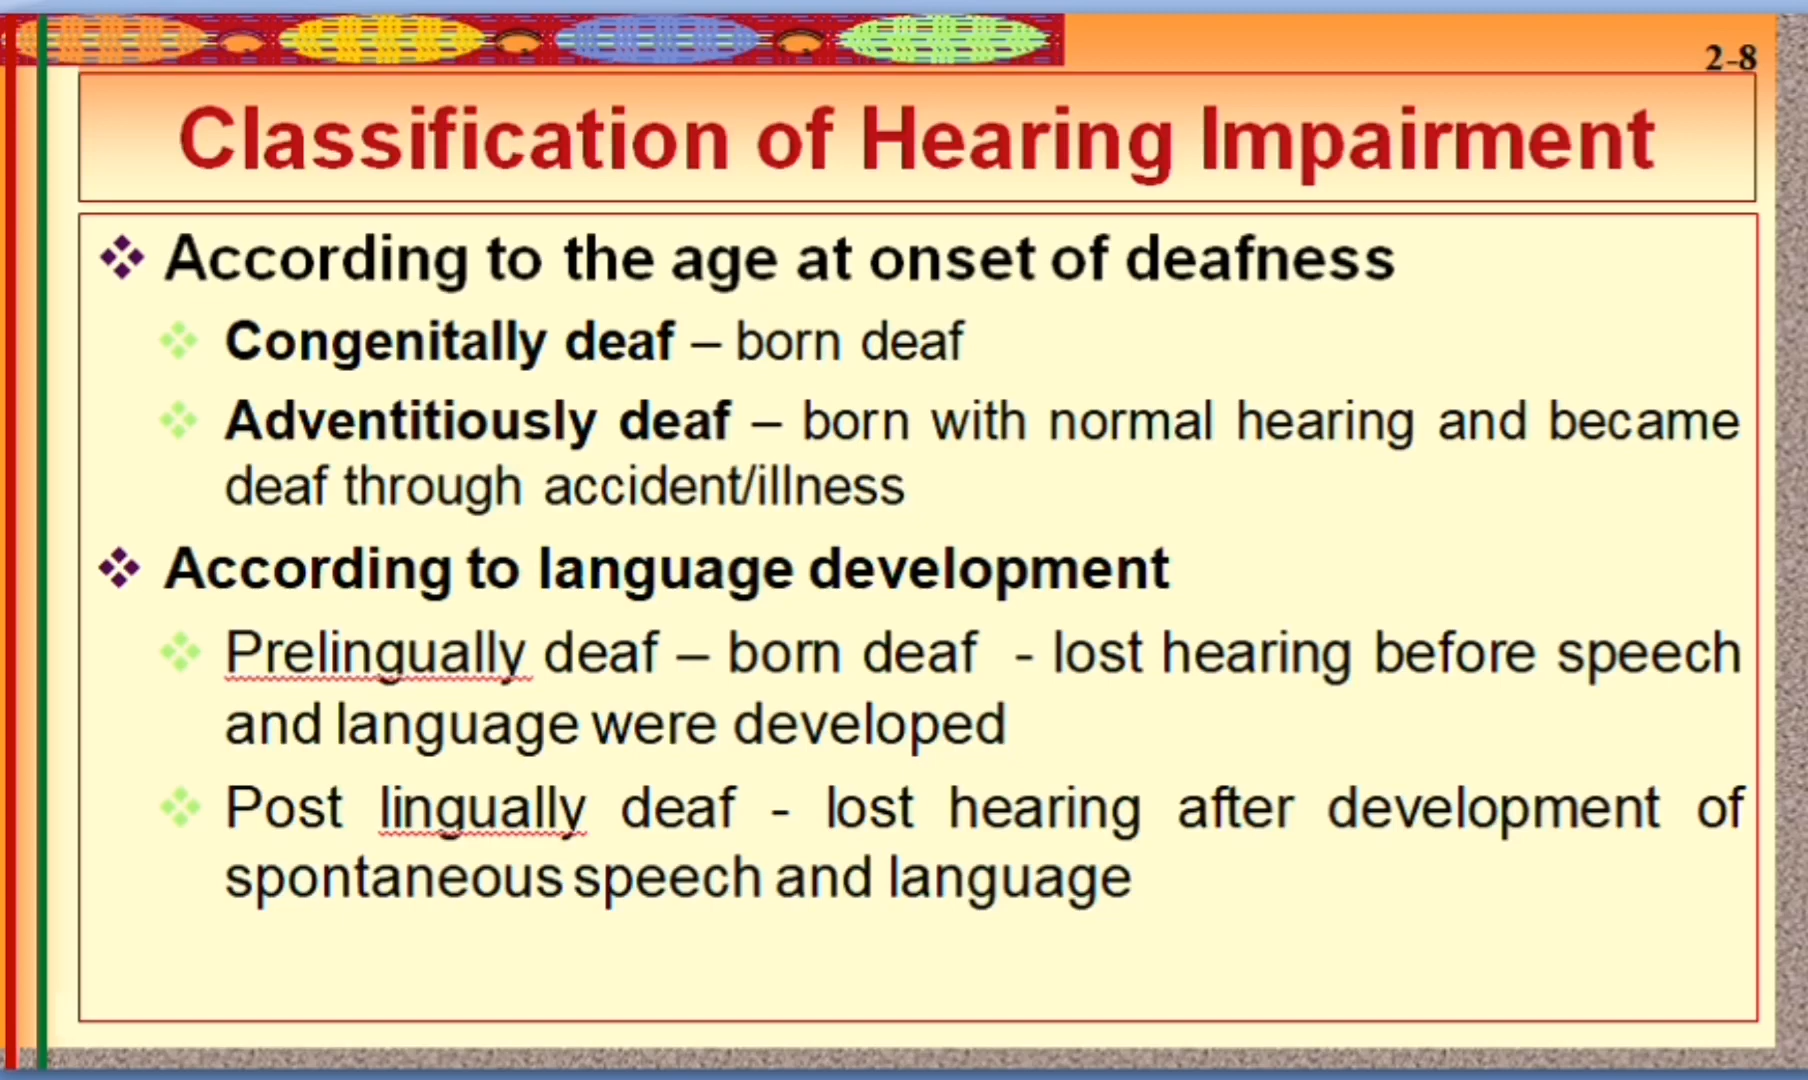 2-8
Classification of Hearing Impairment
According to the age at onset of deafness
Congenitally deaf – born deaf
Adventitiously deaf – born with normal hearing and became
deaf through accident/illness
According to language development
Prelingually deaf – born deaf - lost hearing before speech
and language were developed
Post lingually deaf - lost hearing after development of
spontaneous speech and language